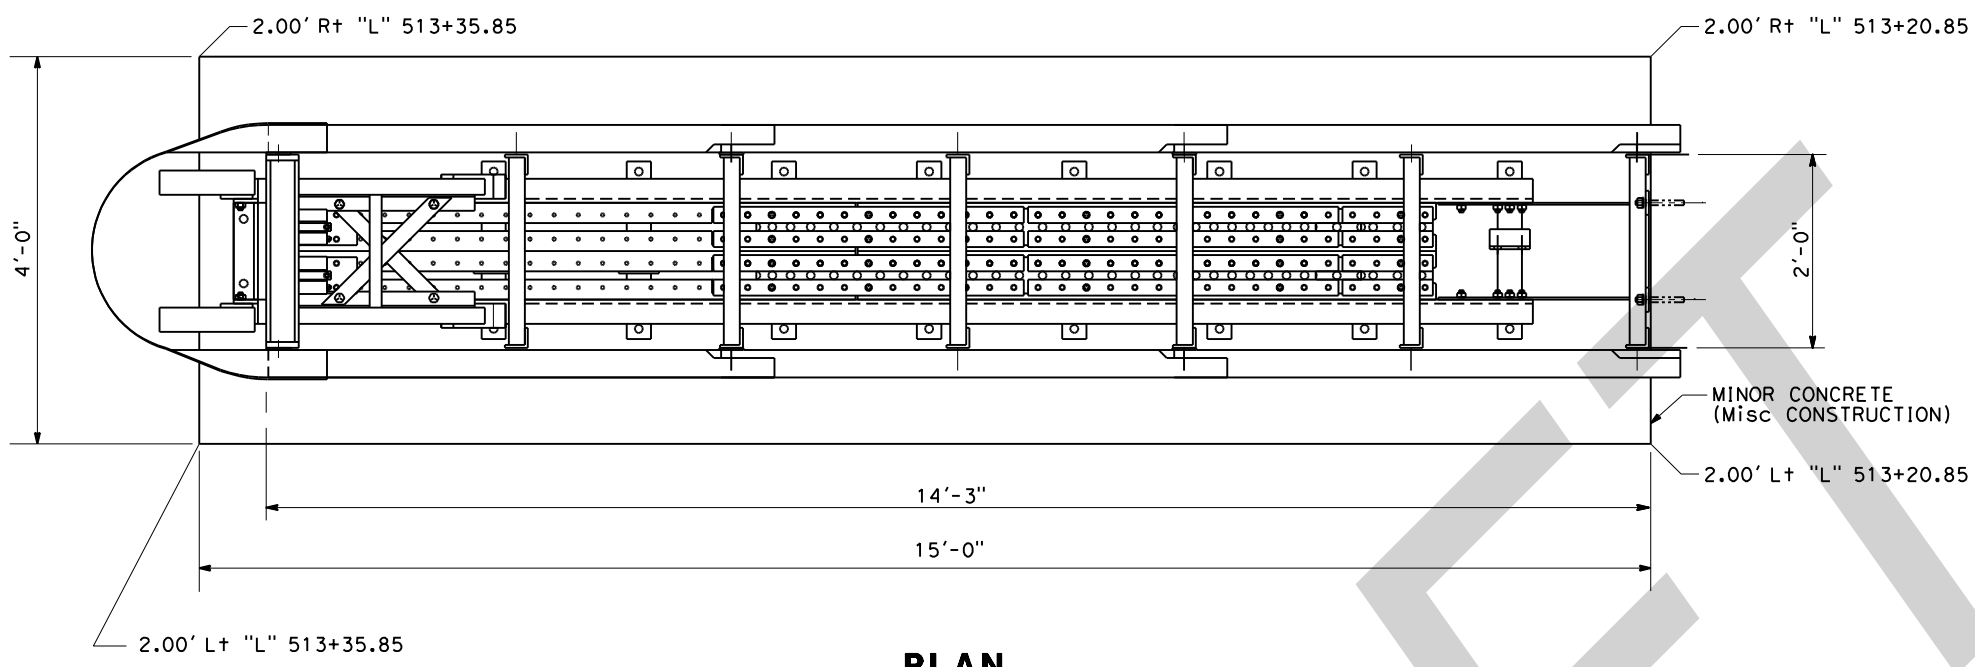 2.00' Rt "L" 513+35.85
2.00' Rt "L" 513+20.85
4'-0"
2'-0"
MINOR CONCRETE
(Misc CONSTRUCTION)
2.00' Lt "L" 513+20.85
14'-3"
15'-0"
2.00' Lt "L" 513+35.85
PLAN